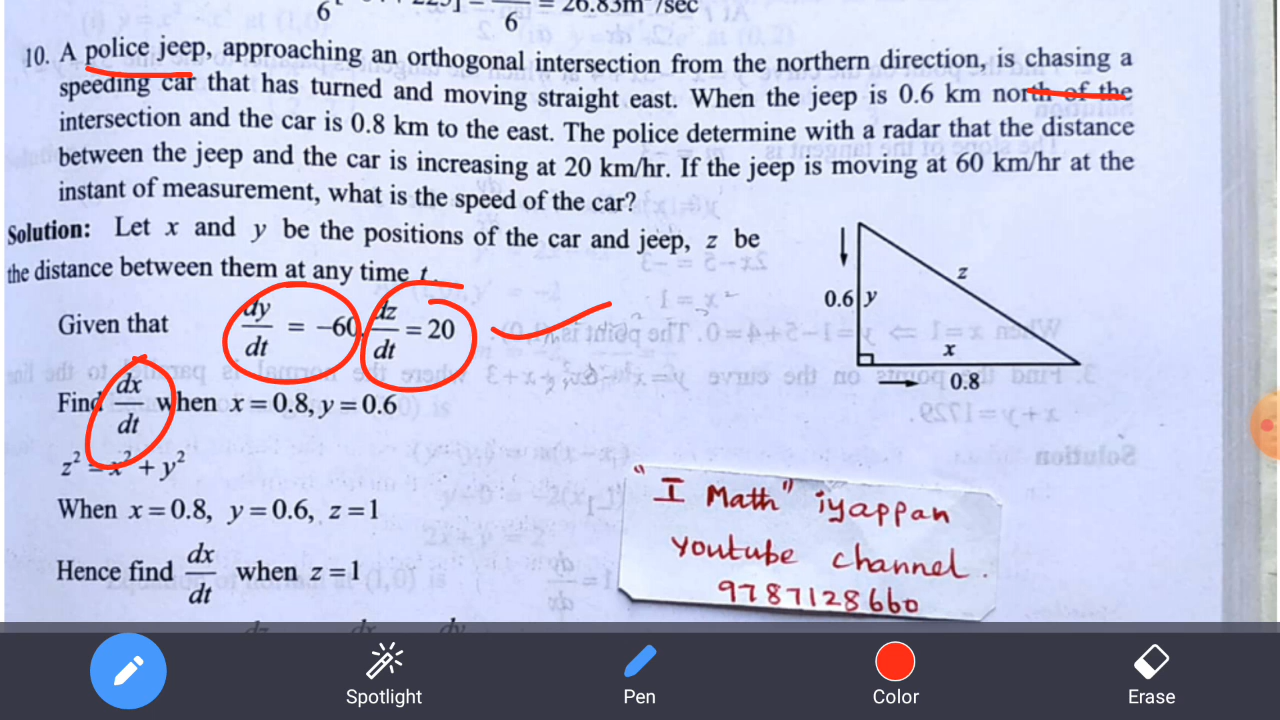 6 = 26.83m²/sec
6
10. A police jeep, approaching an orthogonal intersection from the northern direction, is chasing a
speeding car that has turned and moving straight east. When the jeep is 0.6 km north of the
intersection and the car is 0.8 km to the east. The police determine with a radar that the distance
between the jeep and the car is increasing at 20 km/hr. If the jeep is moving at 60 km/hr at the
instant of measurement, what is the speed of the car?
Solution: Let x and y be the positions of the car and jeep, z be
the distance between them at any time t.
Given that dy/dt = -60, dz/dt = 20
Find dx/dt when x = 0.8, y = 0.6
z² = x² + y²
When x = 0.8, y = 0.6, z = 1
Hence find dx/dt when z = 1
0.6 y
z
x
0.8
"I Math" iyappan
youtube channel.
9787128660
Spotlight
Pen
Color
Erase